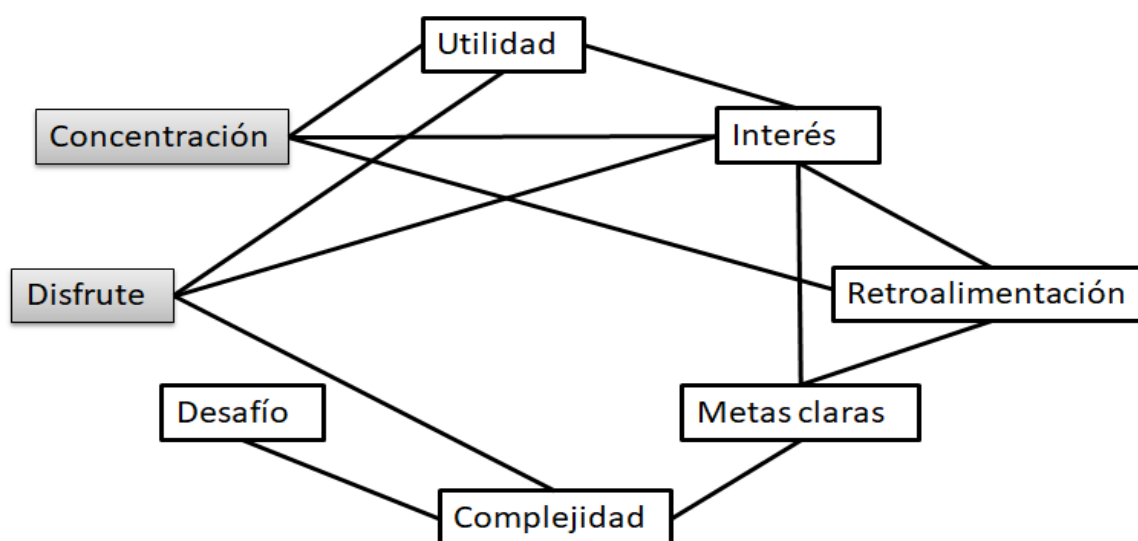 Utilidad
Concentración
Interés
Disfrute
Retroalimentación
Desafío
Metas claras
Complejidad